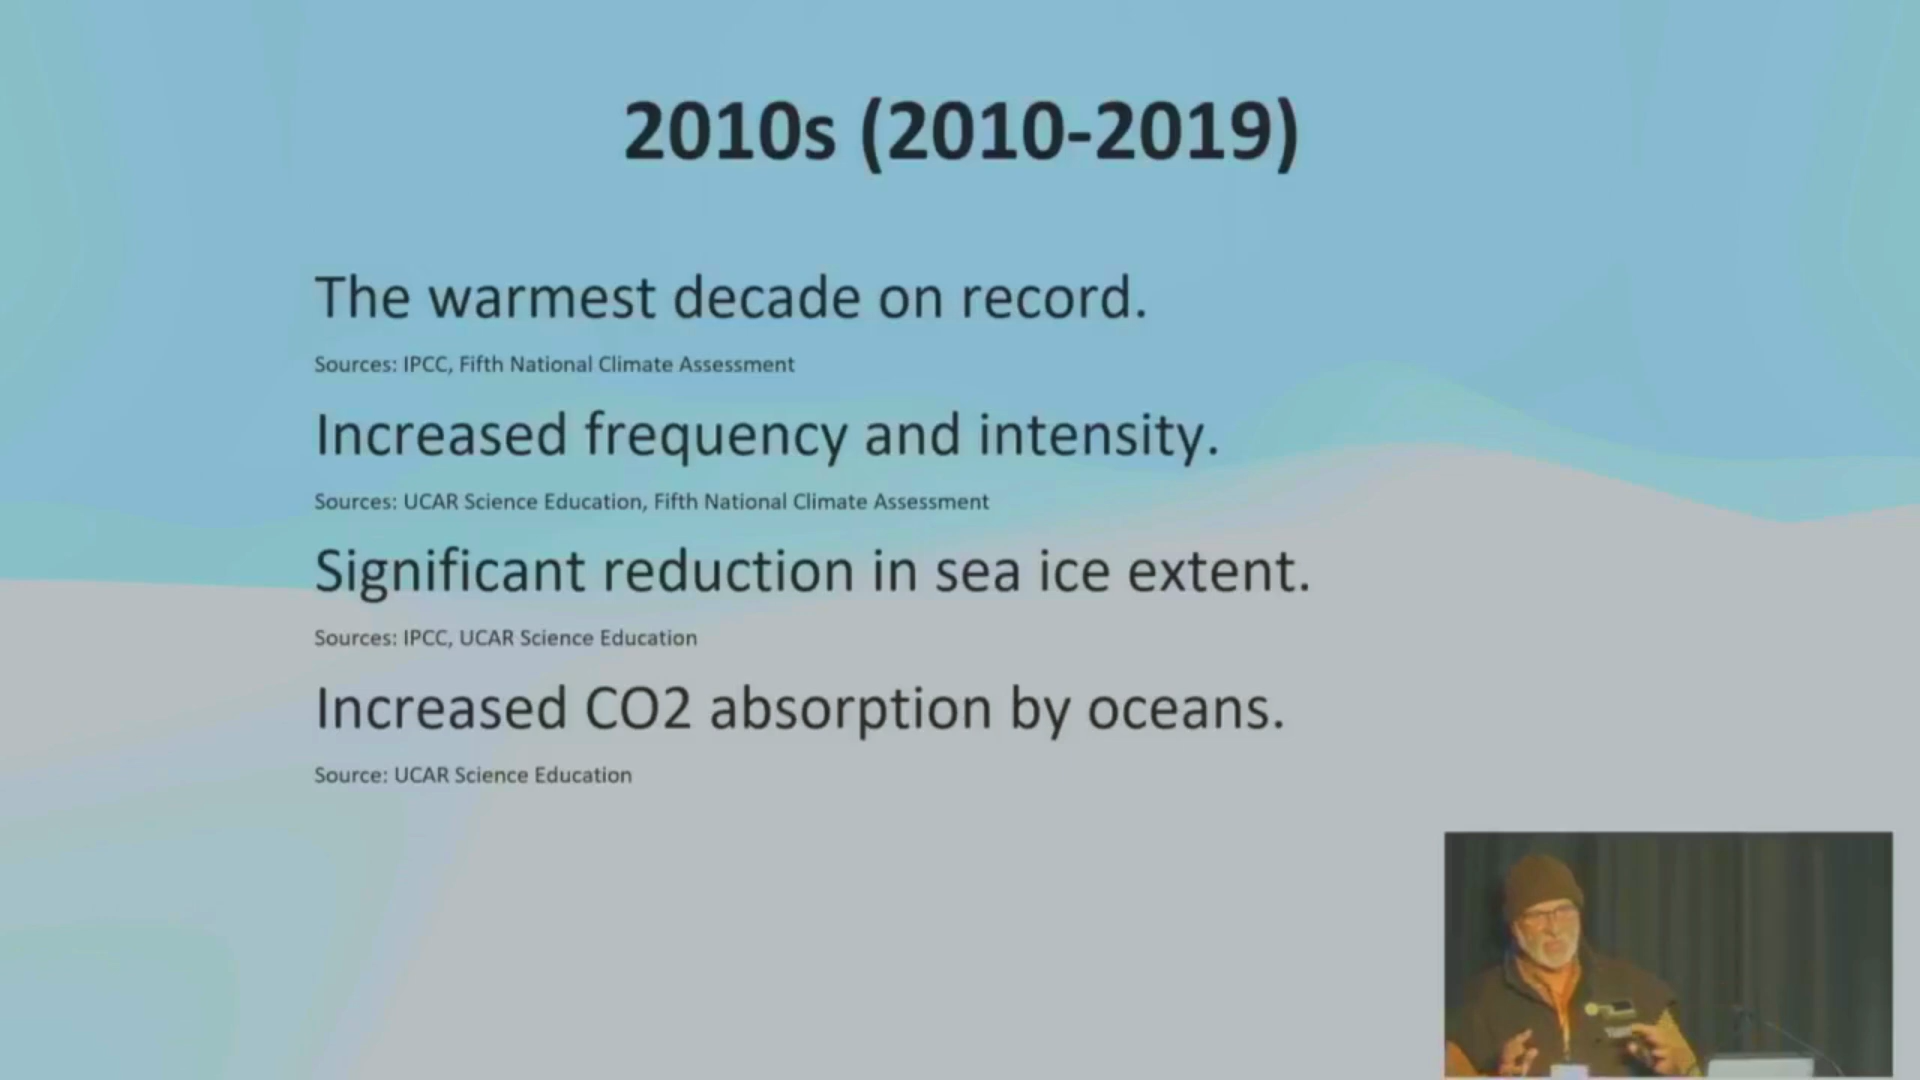 2010s (2010-2019)
The warmest decade on record.
Sources: IPCC, Fifth National Climate Assessment
Increased frequency and intensity.
Sources: UCAR Science Education, Fifth National Climate Assessment
Significant reduction in sea ice extent.
Sources: IPCC, UCAR Science Education
Increased CO2 absorption by oceans.
Source: UCAR Science Education